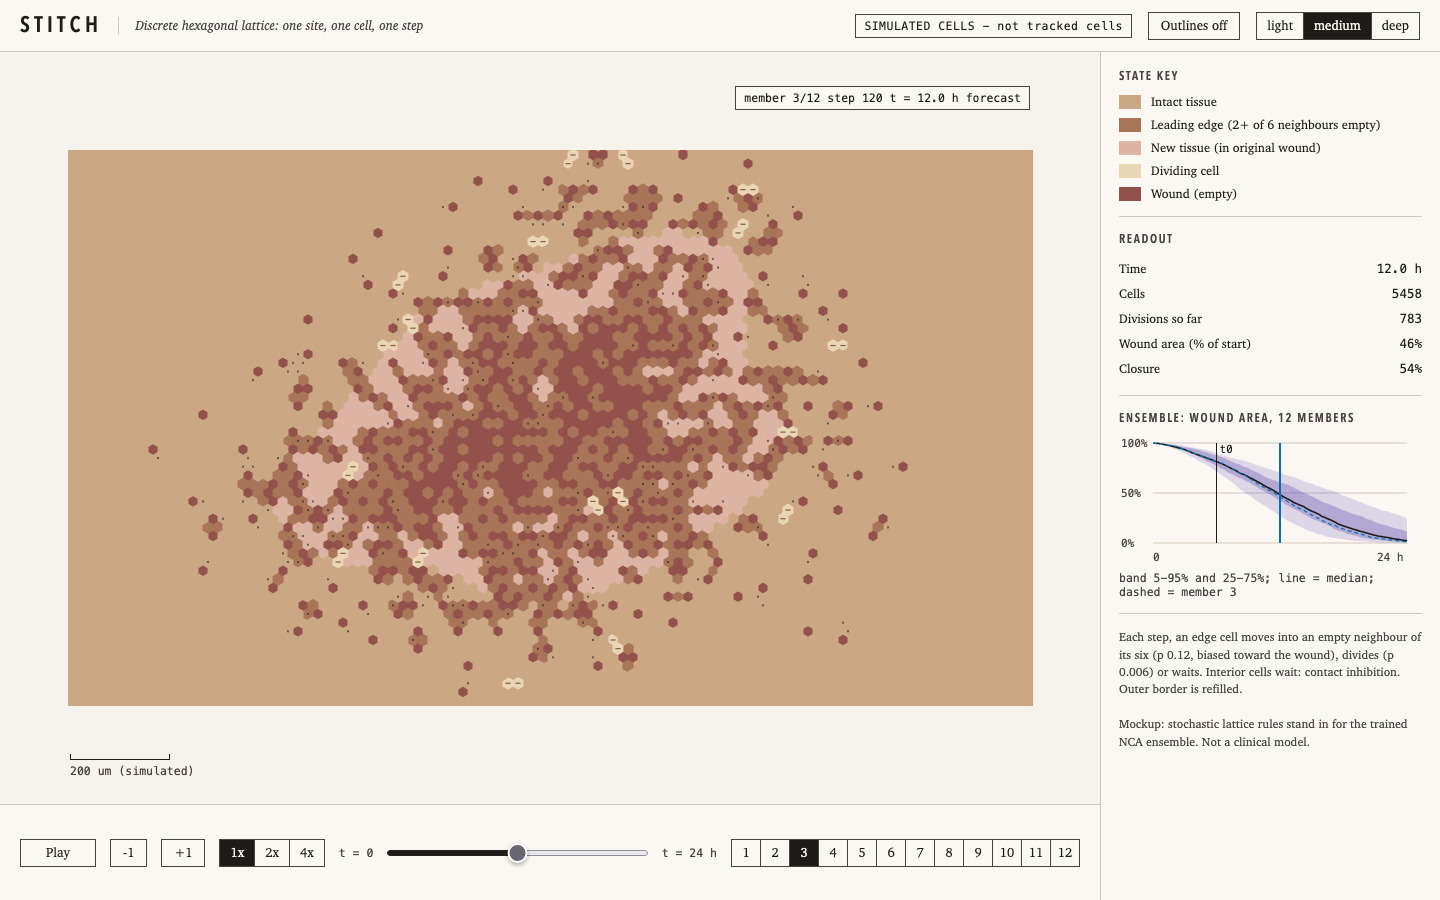 STITCH
Discrete hexagonal lattice: one site, one cell, one step
SIMULATED CELLS – not tracked cells
Outlines off
light medium deep
member 3/12 step 120 t = 12.0 h forecast
200 um (simulated)
Play -1 +1 1x 2x 4x t = 0 t = 24 h 1 2 3 4 5 6 7 8 9 10 11 12
STATE KEY
Intact tissue
Leading edge (2+ of 6 neighbours empty)
New tissue (in original wound)
Dividing cell
Wound (empty)
READOUT
Time 12.0 h
Cells 5458
Divisions so far 783
Wound area (% of start) 46%
Closure 54%
ENSEMBLE: WOUND AREA, 12 MEMBERS
100%
t0
50%
0%
0 24 h
band 5–95% and 25–75%; line = median;
dashed = member 3
Each step, an edge cell moves into an empty neighbour of
its six (p 0.12, biased toward the wound), divides (p
0.006) or waits. Interior cells wait: contact inhibition.
Outer border is refilled.
Mockup: stochastic lattice rules stand in for the trained
NCA ensemble. Not a clinical model.